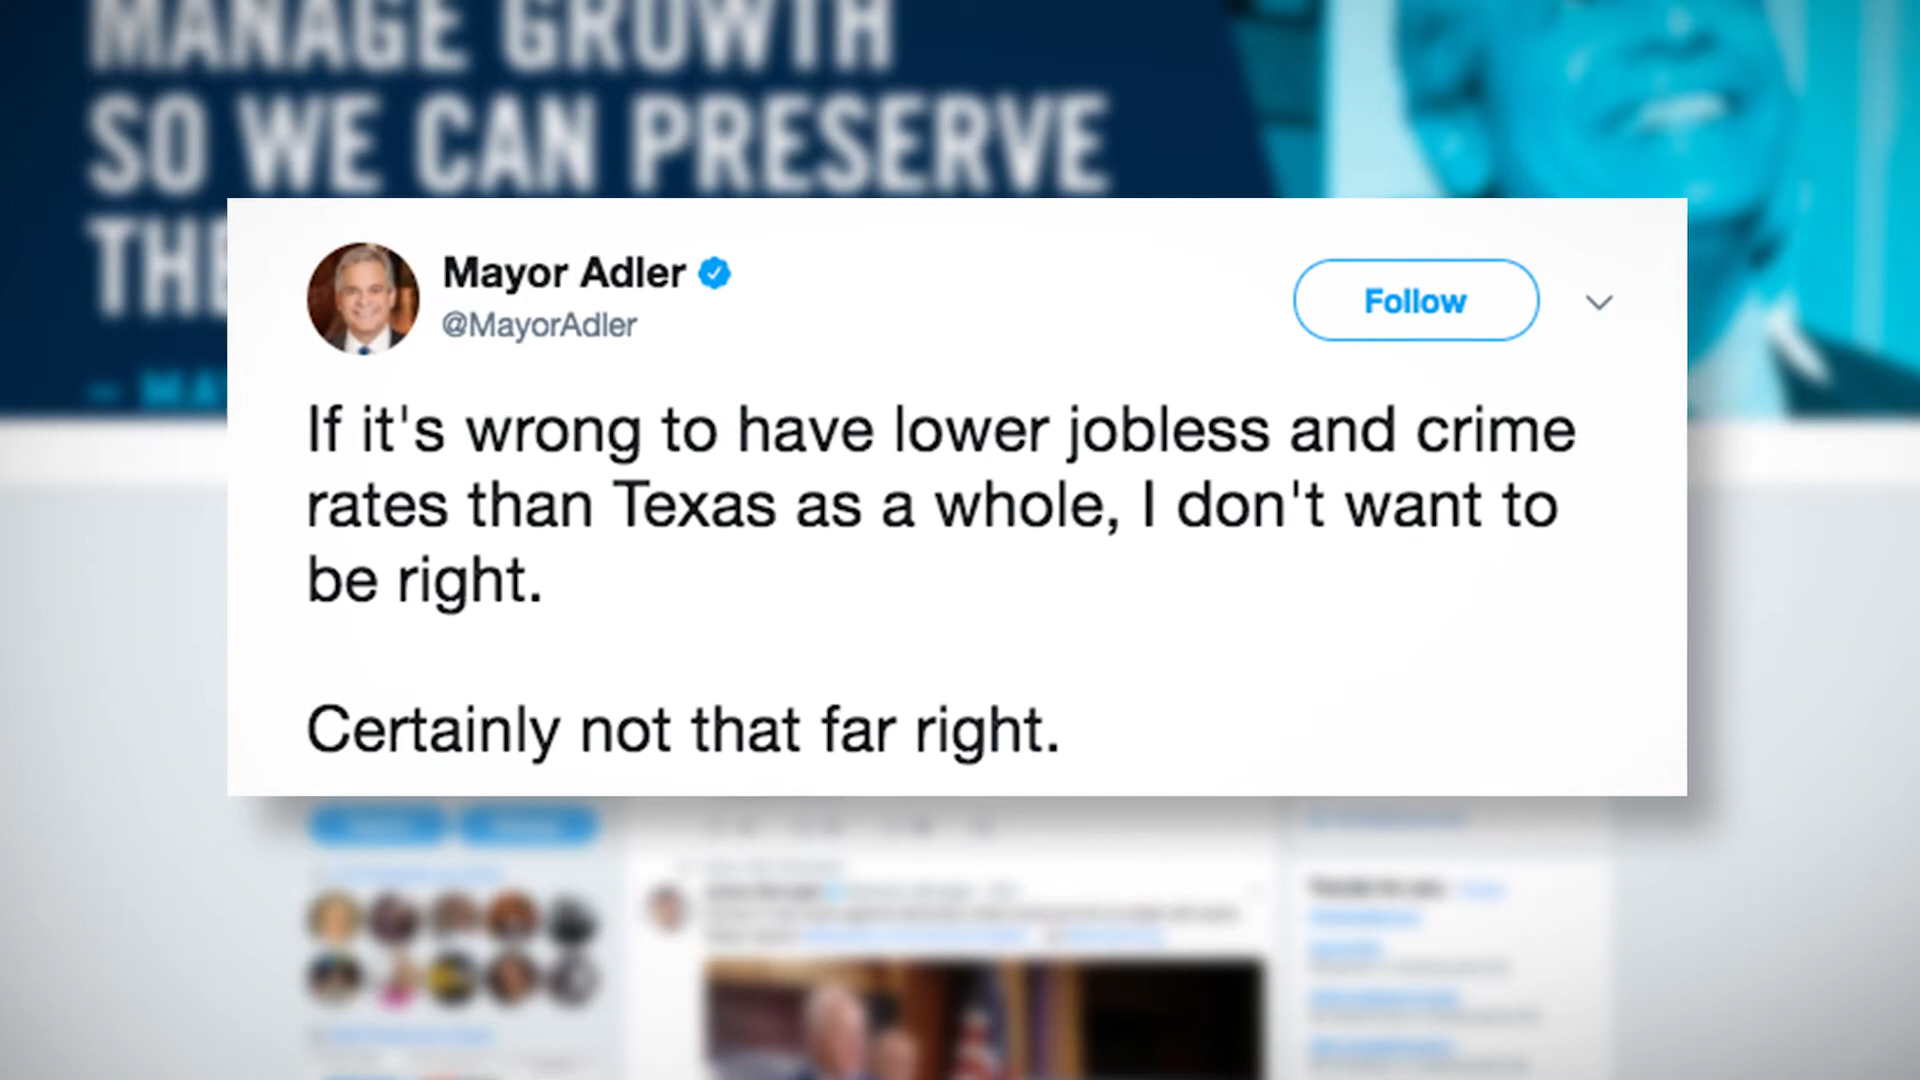 MANAGE GROWTH
SO WE CAN PRESERVE
THE
Mayor Adler
@MayorAdler
Follow
If it's wrong to have lower jobless and crime
rates than Texas as a whole, I don't want to
be right.
Certainly not that far right.